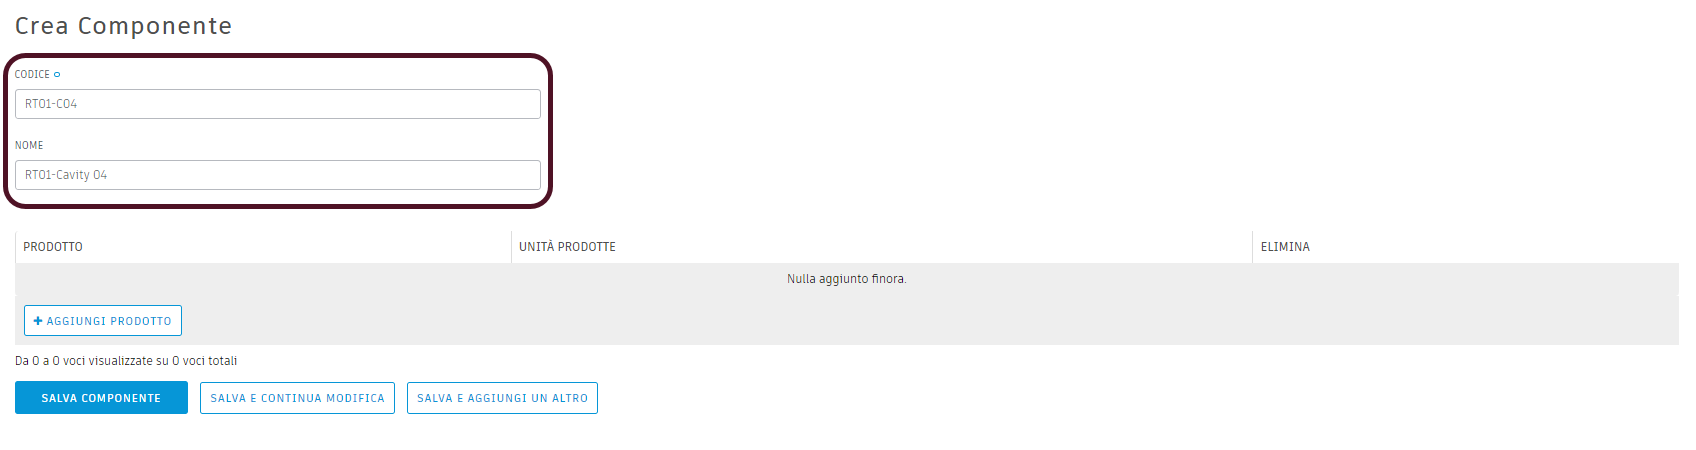 Crea Componente
CODICE
RT01-C04
NOME
RT01-Cavity 04
PRODOTTO UNITÀ PRODOTTE ELIMINA
Nulla aggiunto finora.
+ AGGIUNGI PRODOTTO
Da 0 a 0 voci visualizzate su 0 voci totali
SALVA COMPONENTE SALVA E CONTINUA MODIFICA SALVA E AGGIUNGI UN ALTRO